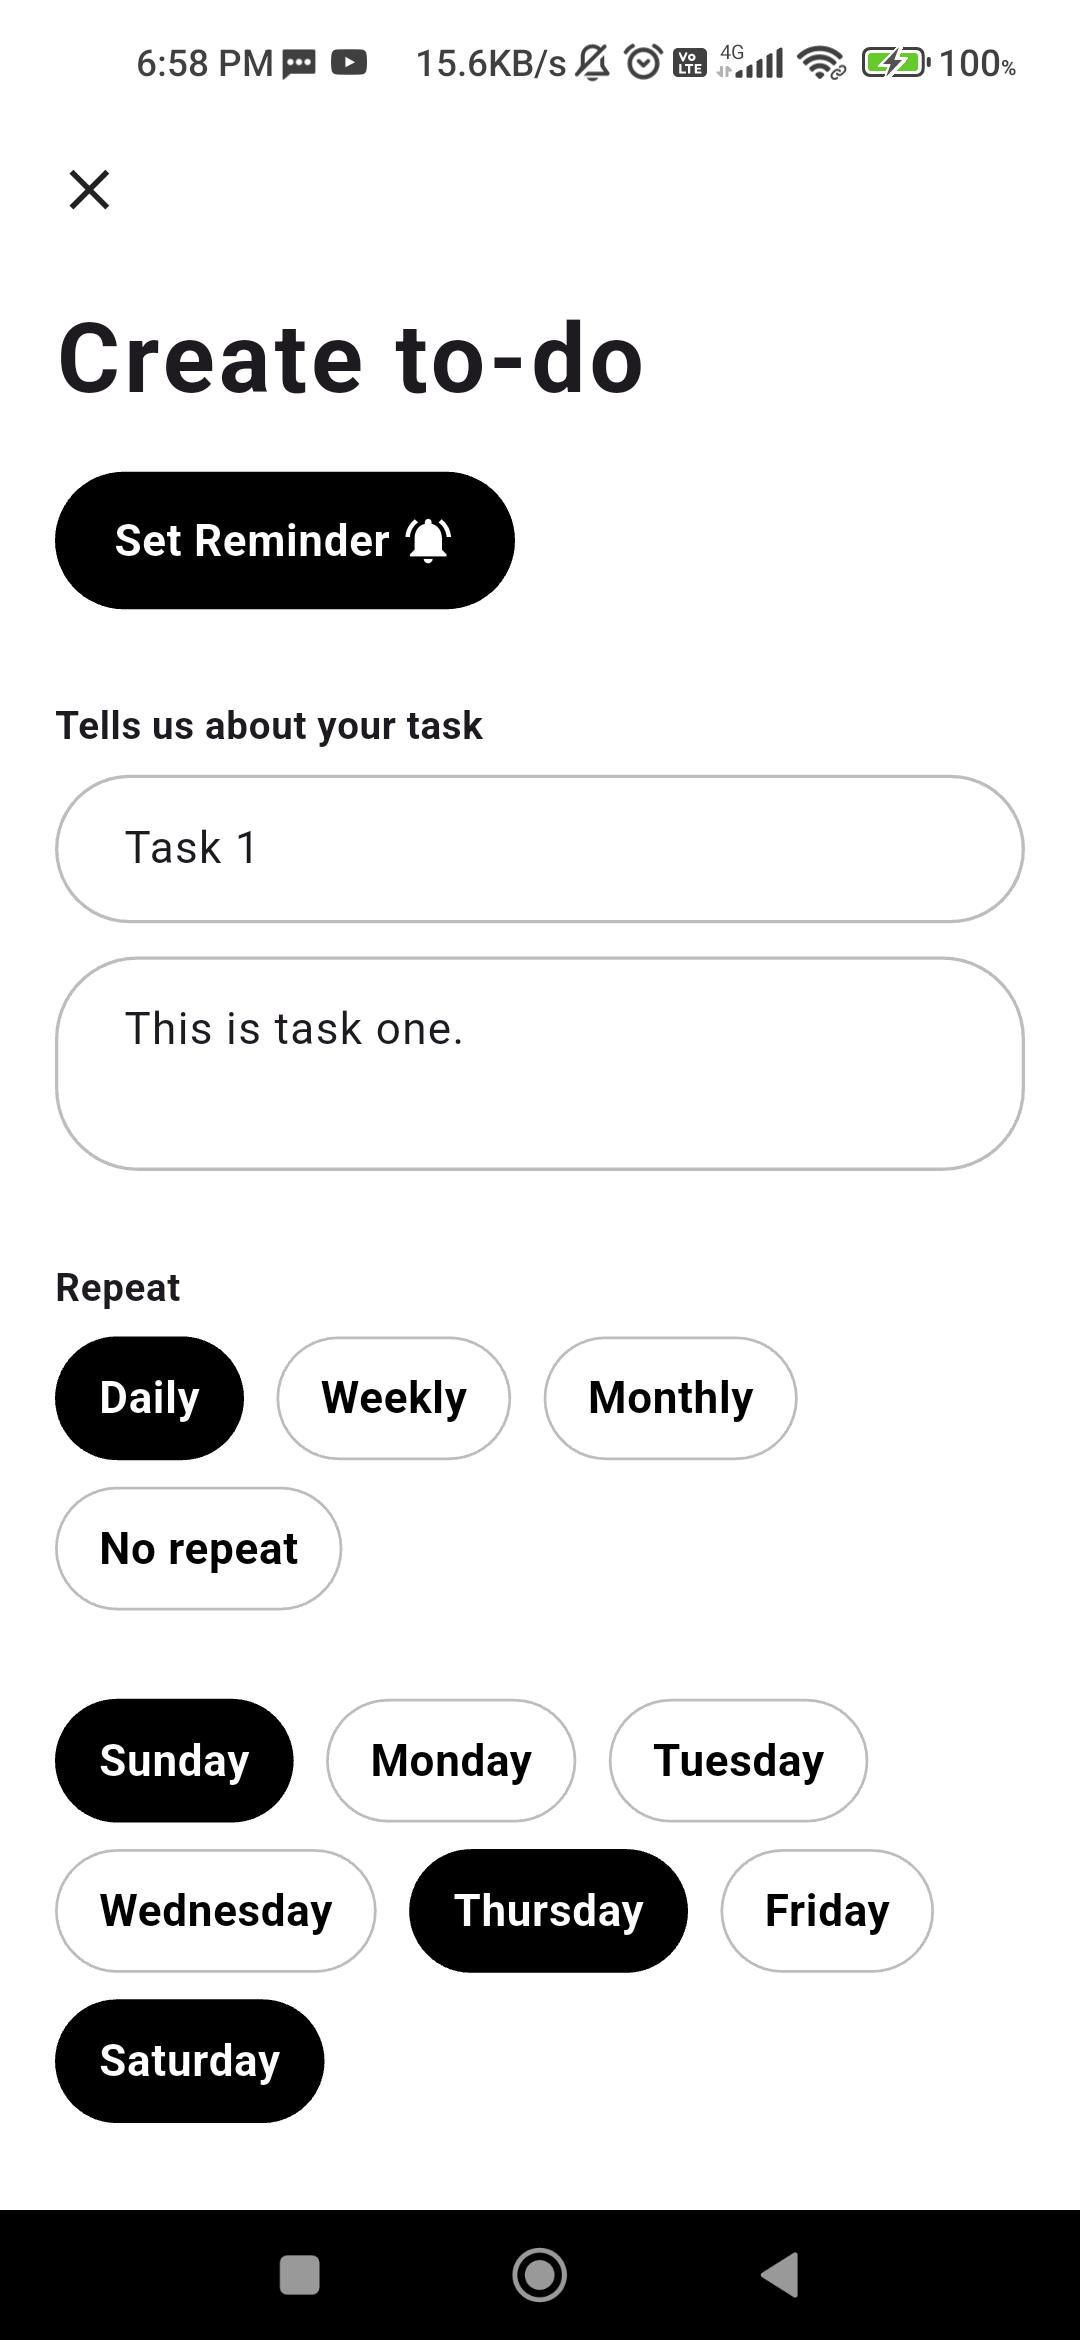 6:58 PM 15.6KB/s Vo LTE 4G 100%
Create to-do
Set Reminder
Tells us about your task
Task 1
This is task one.
Repeat
Daily Weekly Monthly
No repeat
Sunday Monday Tuesday
Wednesday Thursday Friday
Saturday